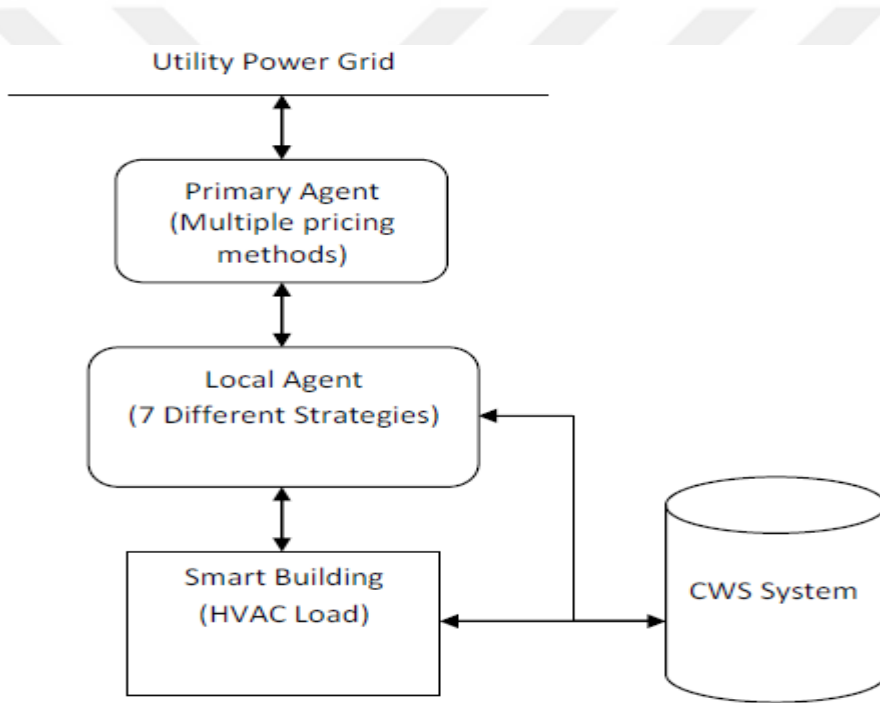 Utility Power Grid
Primary Agent
(Multiple pricing
methods)
Local Agent
(7 Different Strategies)
Smart Building
(HVAC Load)
CWS System